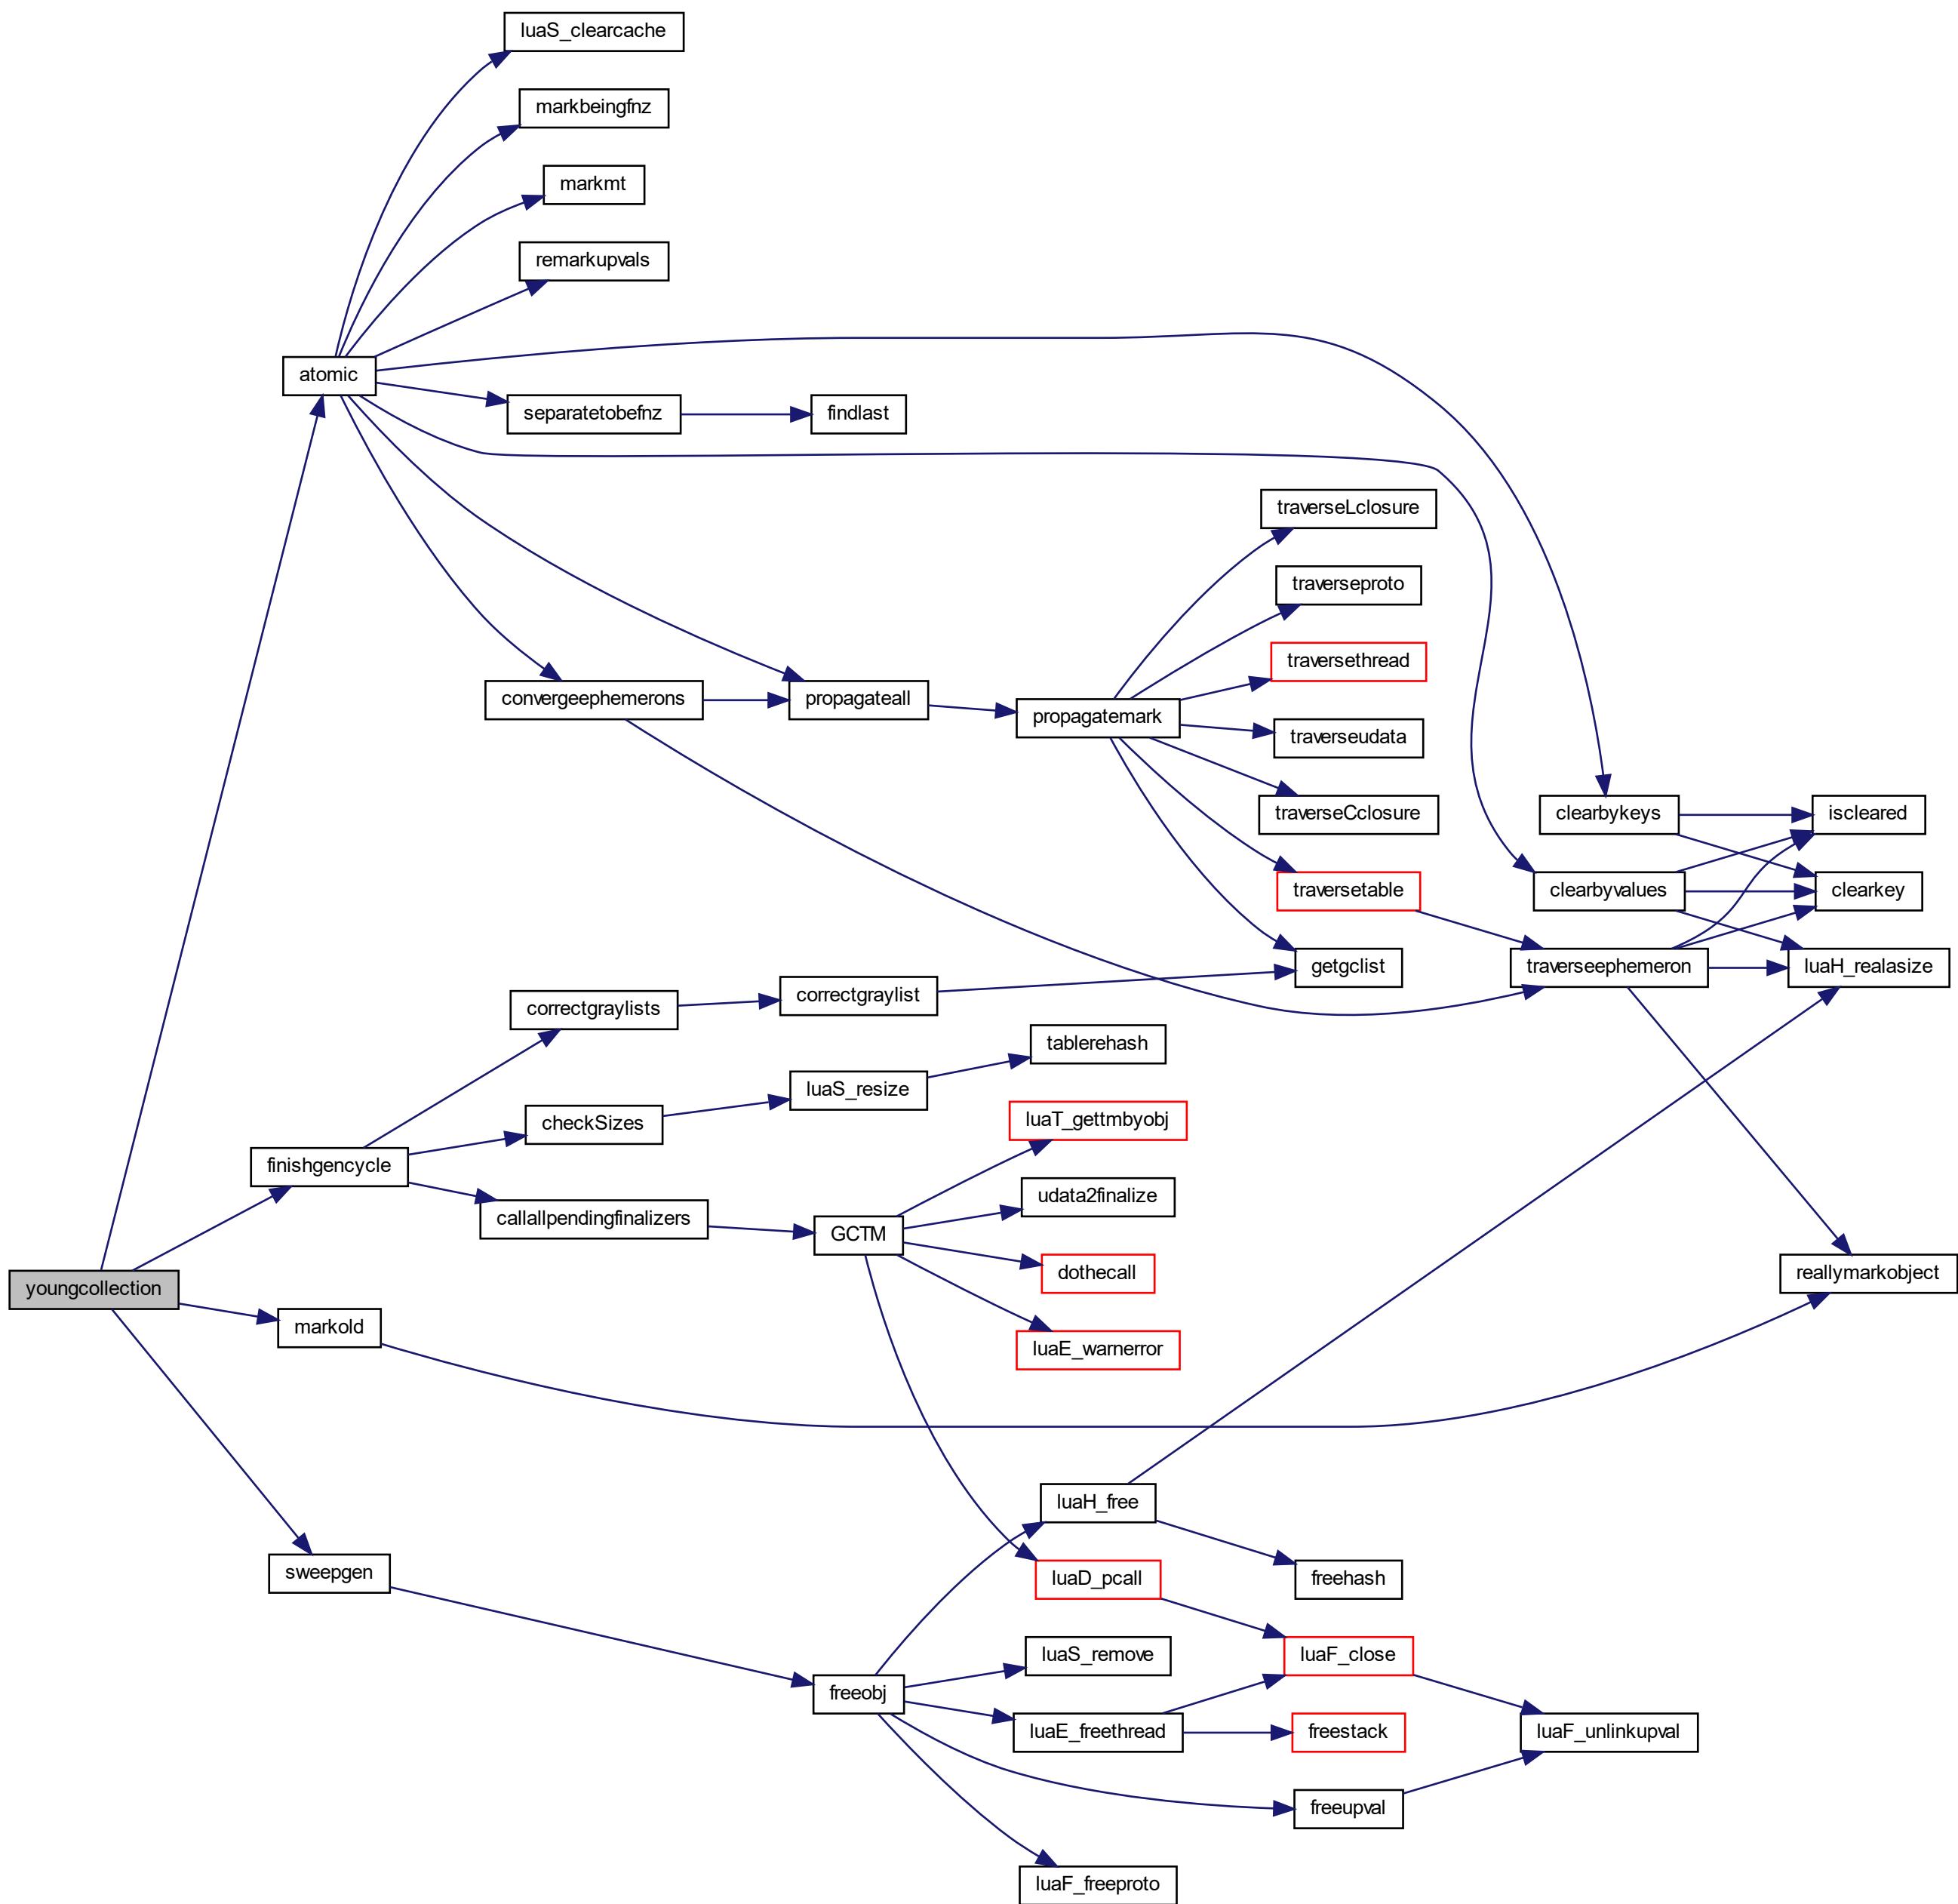 luaS_clearcache
markbeingfnz
markmt
remarkupvals
atomic
separatetobefnz
findlast
traverseLclosure
traverseproto
traversethread
convergeephemerons
propagateall
propagatemark
traverseudata
traverseCclosure
clearbykeys
iscleared
traversetable
clearbyvalues
clearkey
getgclist
traverseephemeron
luaH_realasize
correctgraylists
correctgraylist
tablerehash
luaS_resize
checkSizes
luaT_gettmbyobj
finishgencycle
udata2finalize
callallpendingfinalizers
GCTM
dothecall
reallymarkobject
youngcollection
markold
luaE_warnerror
luaH_free
sweepgen
luaD_pcall
freehash
luaS_remove
luaF_close
freeobj
luaE_freethread
freestack
luaF_unlinkupval
freeupval
luaF_freeproto